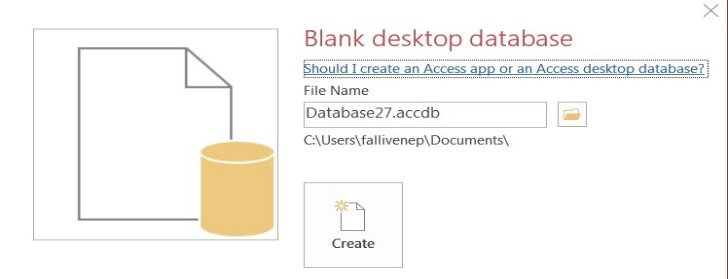 Blank desktop database
Should I create an Access app or an Access desktop database?
File Name
Database27.accdb
C:\Users\fallivenep\Documents\
Create